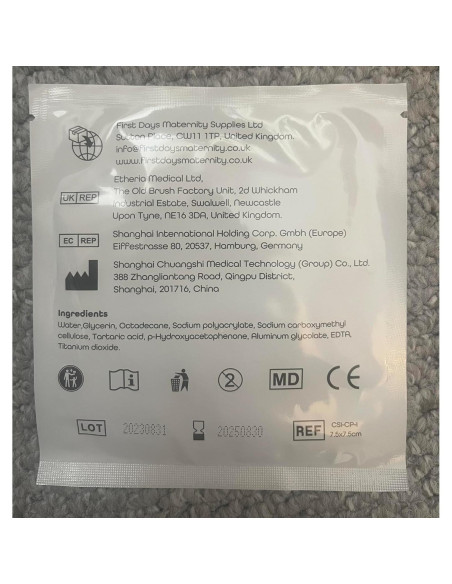 First Days Maternity Supplies Ltd
Sutton Place, CW11 1TP, United Kingdom.
info@firstdaysmaternity.co.uk
www.firstdaysmaternity.co.uk
Etheria Medical Ltd,
The Old Brush Factory Unit, 2d Whickham
Industrial Estate, Swalwell, Newcastle
Upon Tyne, NE16 3DA, United Kingdom.
UK REP
EC REP
Shanghai International Holding Corp. GmbH (Europe)
Eiffestrasse 80, 20537, Hamburg, Germany
Shanghai Chuangshi Medical Technology (Group) Co., Ltd.
388 Zhangliantang Road, Qingpu District,
Shanghai, 201716, China
Ingredients
Water,Glycerin, Octadecane, Sodium polyacrylate, Sodium carboxymethyl
cellulose, Tartaric acid, p-Hydroxyacetophenone, Aluminum glycolate, EDTA,
Titanium dioxide.
i
2
MD
CE
LOT 20230831
20250830
REF CSI-CP-I
7.5x7.5cm